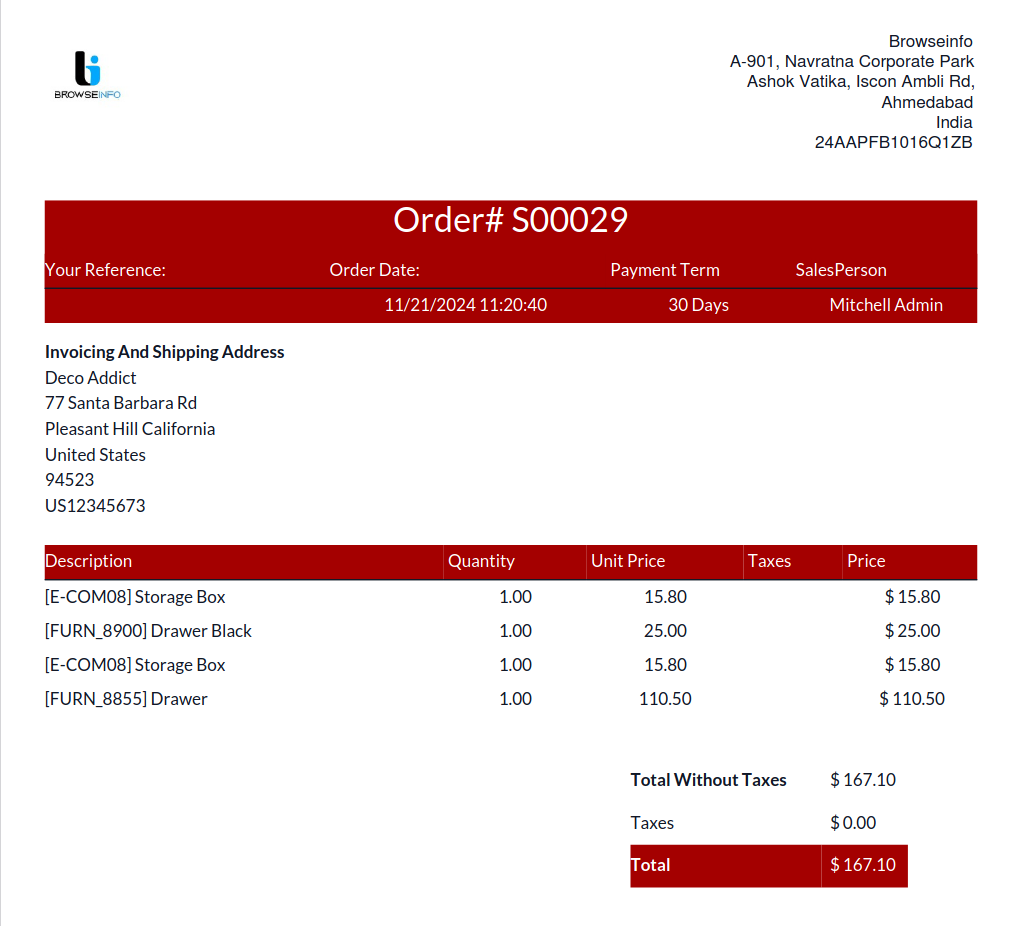 BROWSEINFO
Browseinfo
A-901, Navratna Corporate Park
Ashok Vatika, Iscon Ambli Rd,
Ahmedabad
India
24AAPFB1016Q1ZB
Order# S00029
Your Reference: Order Date: Payment Term SalesPerson
11/21/2024 11:20:40 30 Days Mitchell Admin
Invoicing And Shipping Address
Deco Addict
77 Santa Barbara Rd
Pleasant Hill California
United States
94523
US12345673
Description Quantity Unit Price Taxes Price
[E-COM08] Storage Box 1.00 15.80 $ 15.80
[FURN_8900] Drawer Black 1.00 25.00 $ 25.00
[E-COM08] Storage Box 1.00 15.80 $ 15.80
[FURN_8855] Drawer 1.00 110.50 $ 110.50
Total Without Taxes $ 167.10
Taxes $ 0.00
Total $ 167.10